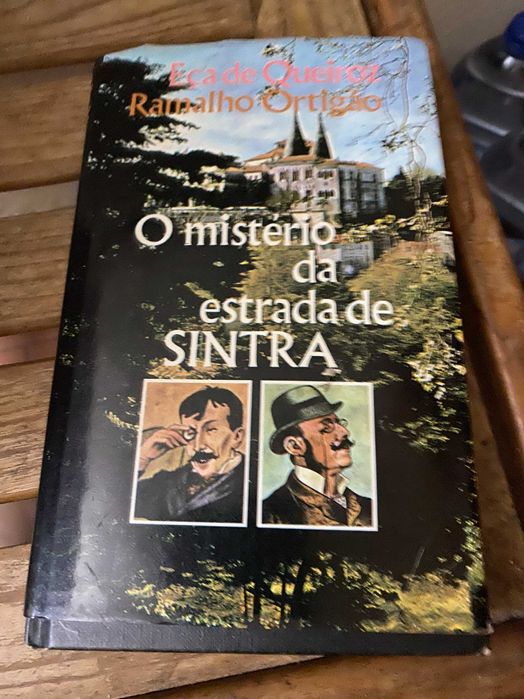 Eça de Queiroz
Ramalho Ortigão
O mistério
da
estrada de
SINTRA